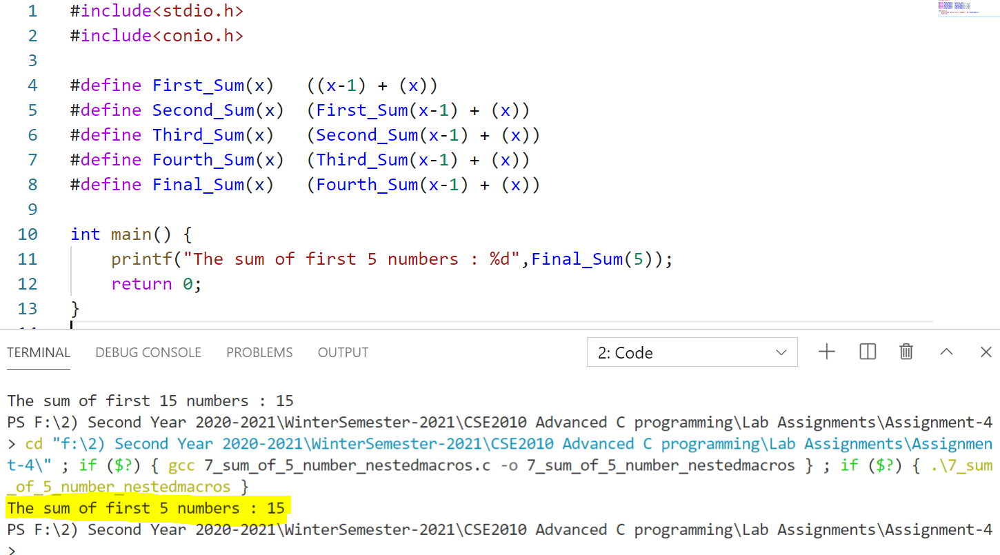 1 #include<stdio.h>
2 #include<conio.h>
3
4 #define First_Sum(x)   ((x-1) + (x))
5 #define Second_Sum(x)  (First_Sum(x-1) + (x))
6 #define Third_Sum(x)   (Second_Sum(x-1) + (x))
7 #define Fourth_Sum(x)  (Third_Sum(x-1) + (x))
8 #define Final_Sum(x)   (Fourth_Sum(x-1) + (x))
9
10 int main() {
11     printf("The sum of first 5 numbers : %d",Final_Sum(5));
12     return 0;
13 }
TERMINAL DEBUG CONSOLE PROBLEMS OUTPUT 2: Code
The sum of first 15 numbers : 15
PS F:\2) Second Year 2020-2021\WinterSemester-2021\CSE2010 Advanced C programming\Lab Assignments\Assignment-4
> cd "f:\2) Second Year 2020-2021\WinterSemester-2021\CSE2010 Advanced C programming\Lab Assignments\Assignmen
t-4\" ; if ($?) { gcc 7_sum_of_5_number_nestedmacros.c -o 7_sum_of_5_number_nestedmacros } ; if ($?) { .\7_sum
_of_5_number_nestedmacros }
The sum of first 5 numbers : 15
PS F:\2) Second Year 2020-2021\WinterSemester-2021\CSE2010 Advanced C programming\Lab Assignments\Assignment-4
>